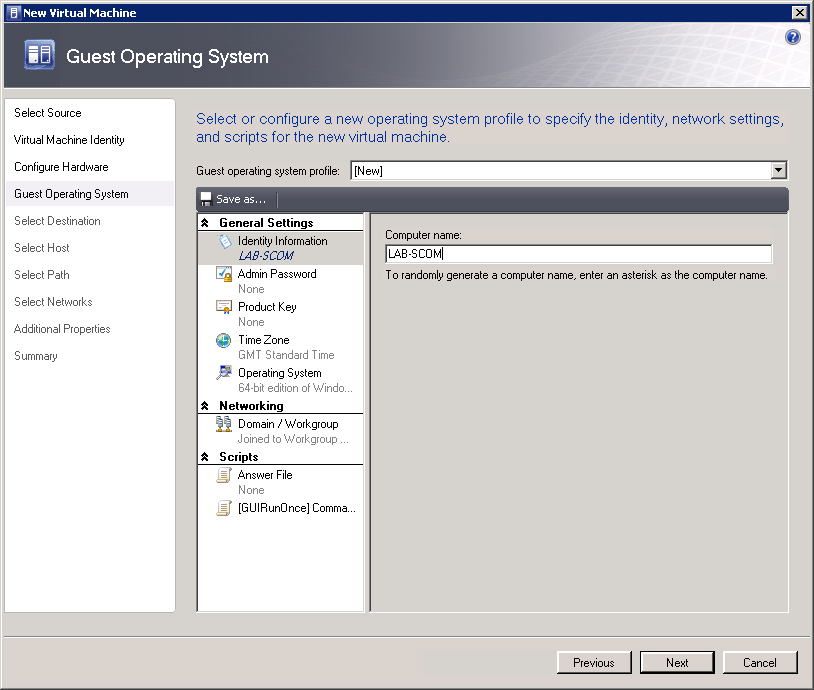 New Virtual Machine
Guest Operating System
Select Source
Virtual Machine Identity
Configure Hardware
Guest Operating System
Select Destination
Select Host
Select Path
Select Networks
Additional Properties
Summary
Select or configure a new operating system profile to specify the identity, network settings,
and scripts for the new virtual machine.
Guest operating system profile:
[New]
Save as...
General Settings
Identity Information
LAB-SCOM
Admin Password
None
Product Key
None
Time Zone
GMT Standard Time
Operating System
64-bit edition of Windo...
Networking
Domain / Workgroup
Joined to Workgroup ...
Scripts
Answer File
None
[GUIRunOnce] Comma...
Computer name:
LAB-SCOM
To randomly generate a computer name, enter an asterisk as the computer name.
Previous
Next
Cancel